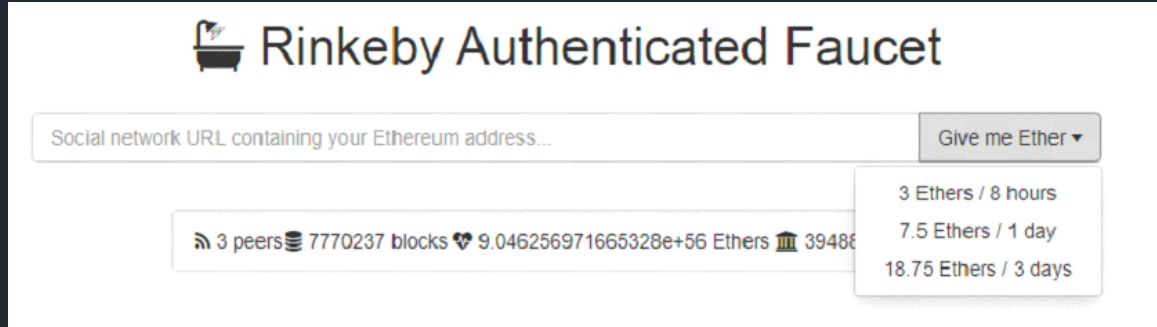 Rinkeby Authenticated Faucet
Social network URL containing your Ethereum address...
Give me Ether
3 Ethers / 8 hours
7.5 Ethers / 1 day
18.75 Ethers / 3 days
3 peers 7770237 blocks 9.046256971665328e+56 Ethers 39488